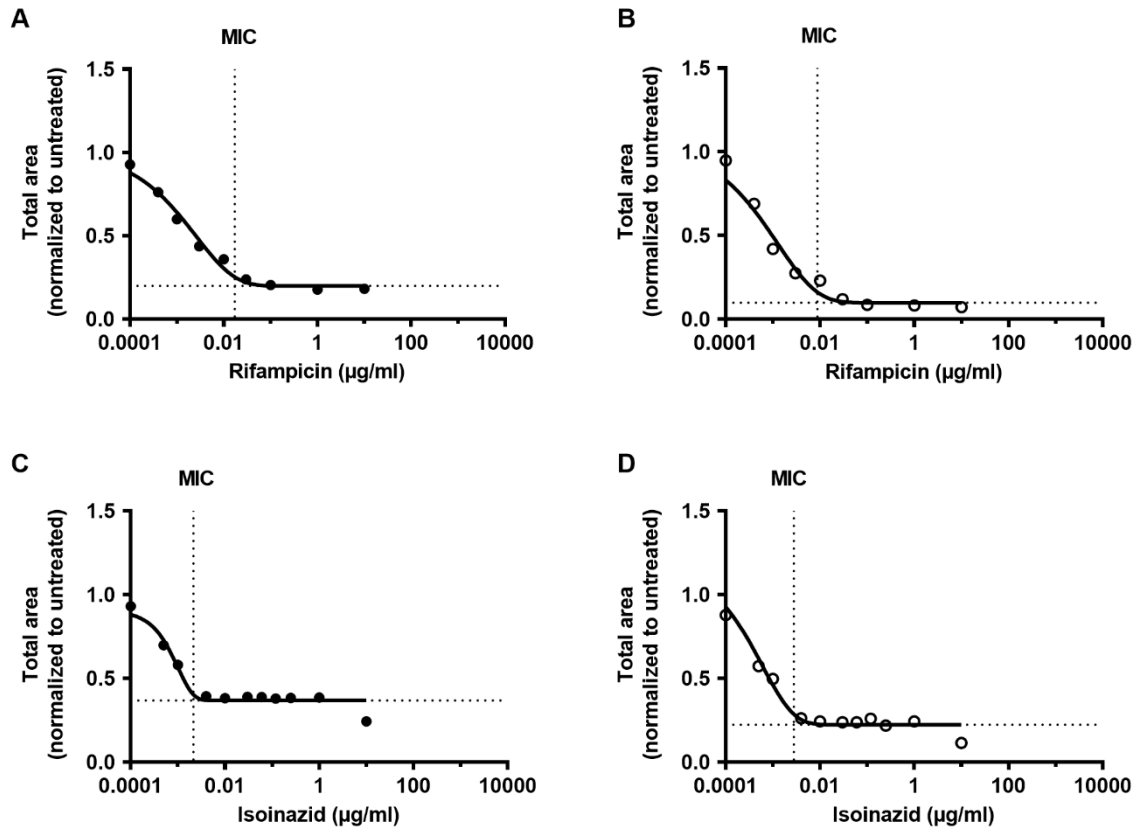 A
B
MIC
MIC
Total area
(normalized to untreated)
1.5
1.0
0.5
0.0
0.0001
0.01
1
100
10000
Rifampicin (µg/ml)
Total area
(normalized to untreated)
1.5
1.0
0.5
0.0
0.0001
0.01
1
100
10000
Rifampicin (µg/ml)
C
D
MIC
MIC
Total area
(normalized to untreated)
1.5
1.0
0.5
0.0
0.0001
0.01
1
100
10000
Isoinazid (µg/ml)
Total area
(normalized to untreated)
1.5
1.0
0.5
0.0
0.0001
0.01
1
100
10000
Isoinazid (µg/ml)